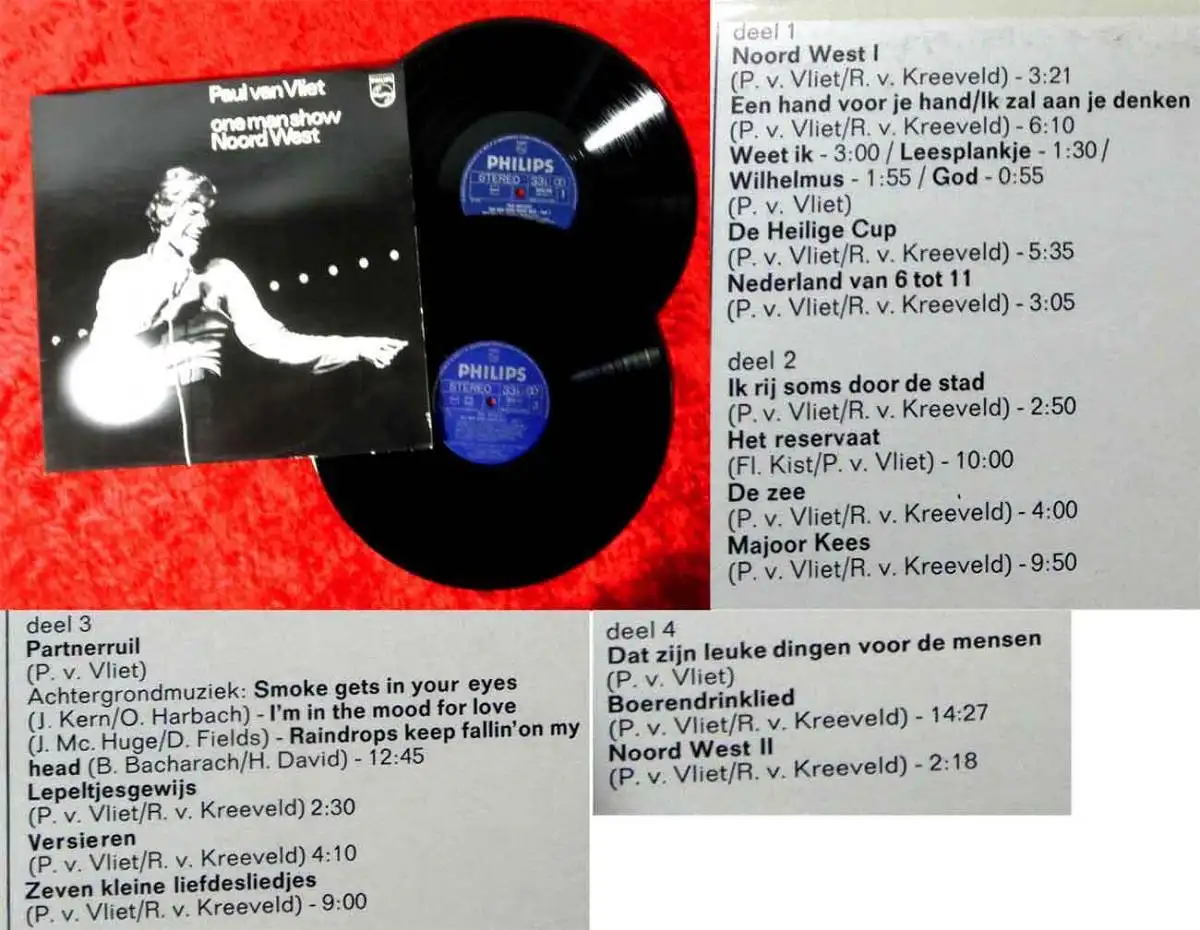 Paul van Vliet
one man show
Noord West
PHILIPS
PHILIPS
STEREO 33⅓
1
PHILIPS
STEREO 33⅓
3
deel 1
Noord West I
(P. v. Vliet/R. v. Kreeveld) - 3:21
Een hand voor je hand/Ik zal aan je denken
(P. v. Vliet/R. v. Kreeveld) - 6:10
Weet ik - 3:00 / Leesplankje - 1:30 /
Wilhelmus - 1:55 / God - 0:55
(P. v. Vliet)
De Heilige Cup
(P. v. Vliet/R. v. Kreeveld) - 5:35
Nederland van 6 tot 11
(P. v. Vliet/R. v. Kreeveld) - 3:05
deel 2
Ik rij soms door de stad
(P. v. Vliet/R. v. Kreeveld) - 2:50
Het reservaat
(Fl. Kist/P. v. Vliet) - 10:00
De zee
(P. v. Vliet/R. v. Kreeveld) - 4:00
Majoor Kees
(P. v. Vliet/R. v. Kreeveld) - 9:50
deel 3
Partnerruil
(P. v. Vliet)
Achtergrondmuziek: Smoke gets in your eyes
(J. Kern/O. Harbach) - I'm in the mood for love
(J. Mc. Huge/D. Fields) - Raindrops keep fallin' on my
head (B. Bacharach/H. David) - 12:45
Lepeltjesgewijs
(P. v. Vliet/R. v. Kreeveld) 2:30
Versieren
(P. v. Vliet/R. v. Kreeveld) 4:10
Zeven kleine liefdesliedjes
(P. v. Vliet/R. v. Kreeveld) - 9:00
deel 4
Dat zijn leuke dingen voor de mensen
(P. v. Vliet)
Boerendrinklied
(P. v. Vliet/R. v. Kreeveld) - 14:27
Noord West II
(P. v. Vliet/R. v. Kreeveld) - 2:18